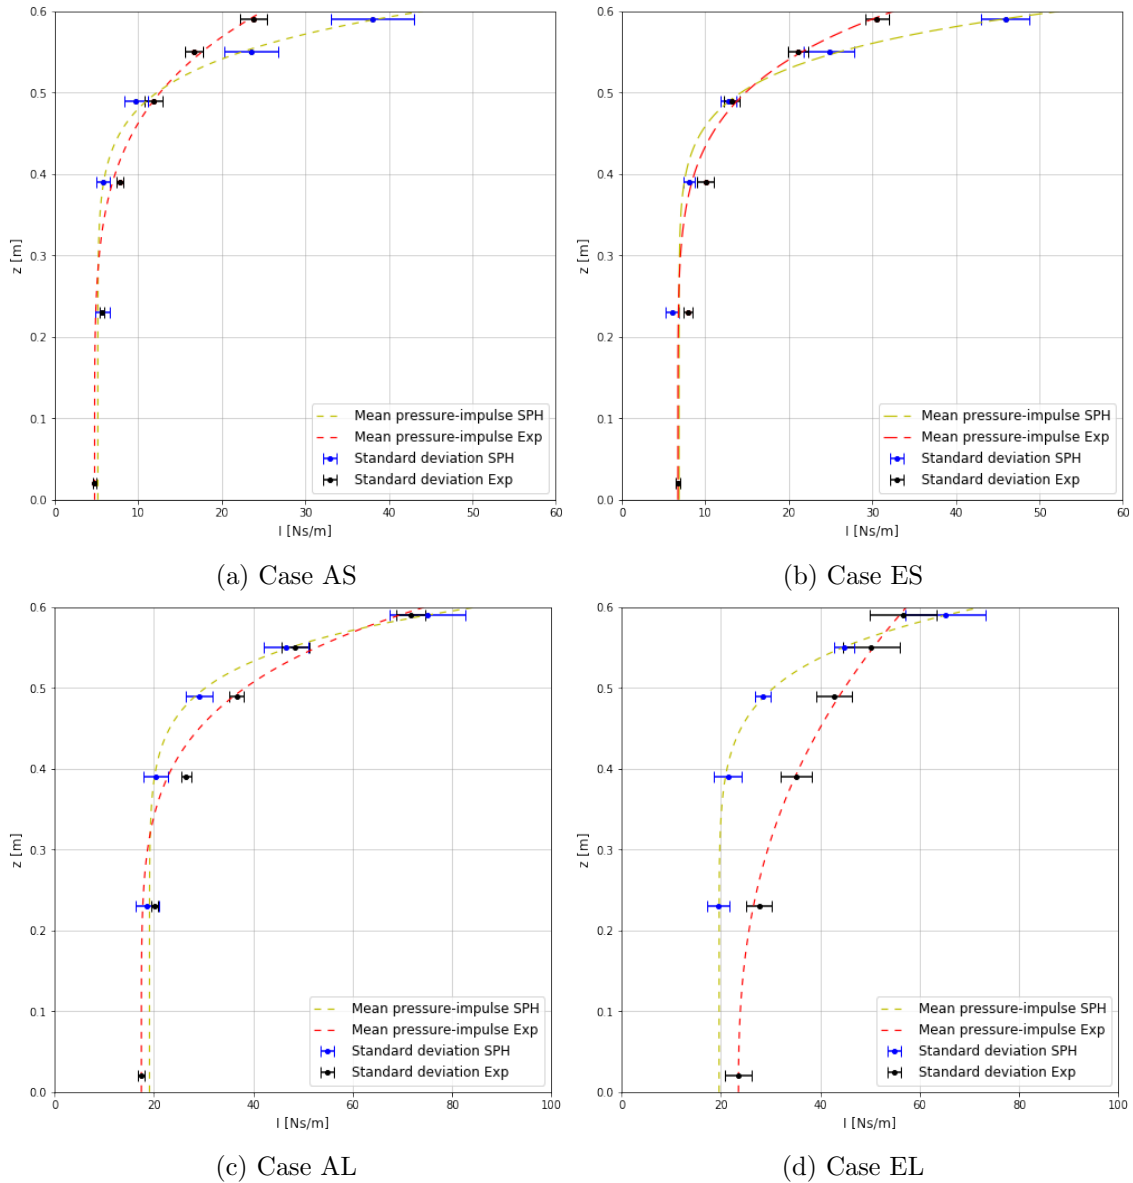 0.6
0.5
0.4
0.3
0.2
0.1
0.0
z [m]
Mean pressure-impulse SPH
Mean pressure-impulse Exp
Standard deviation SPH
Standard deviation Exp
0 10 20 30 40 50 60
I [Ns/m]
(a) Case AS
0.6
0.5
0.4
0.3
0.2
0.1
0.0
z [m]
Mean pressure-impulse SPH
Mean pressure-impulse Exp
Standard deviation SPH
Standard deviation Exp
0 10 20 30 40 50 60
I [Ns/m]
(b) Case ES
0.6
0.5
0.4
0.3
0.2
0.1
0.0
z [m]
Mean pressure-impulse SPH
Mean pressure-impulse Exp
Standard deviation SPH
Standard deviation Exp
0 20 40 60 80 100
I [Ns/m]
(c) Case AL
0.6
0.5
0.4
0.3
0.2
0.1
0.0
z [m]
Mean pressure-impulse SPH
Mean pressure-impulse Exp
Standard deviation SPH
Standard deviation Exp
0 20 40 60 80 100
I [Ns/m]
(d) Case EL